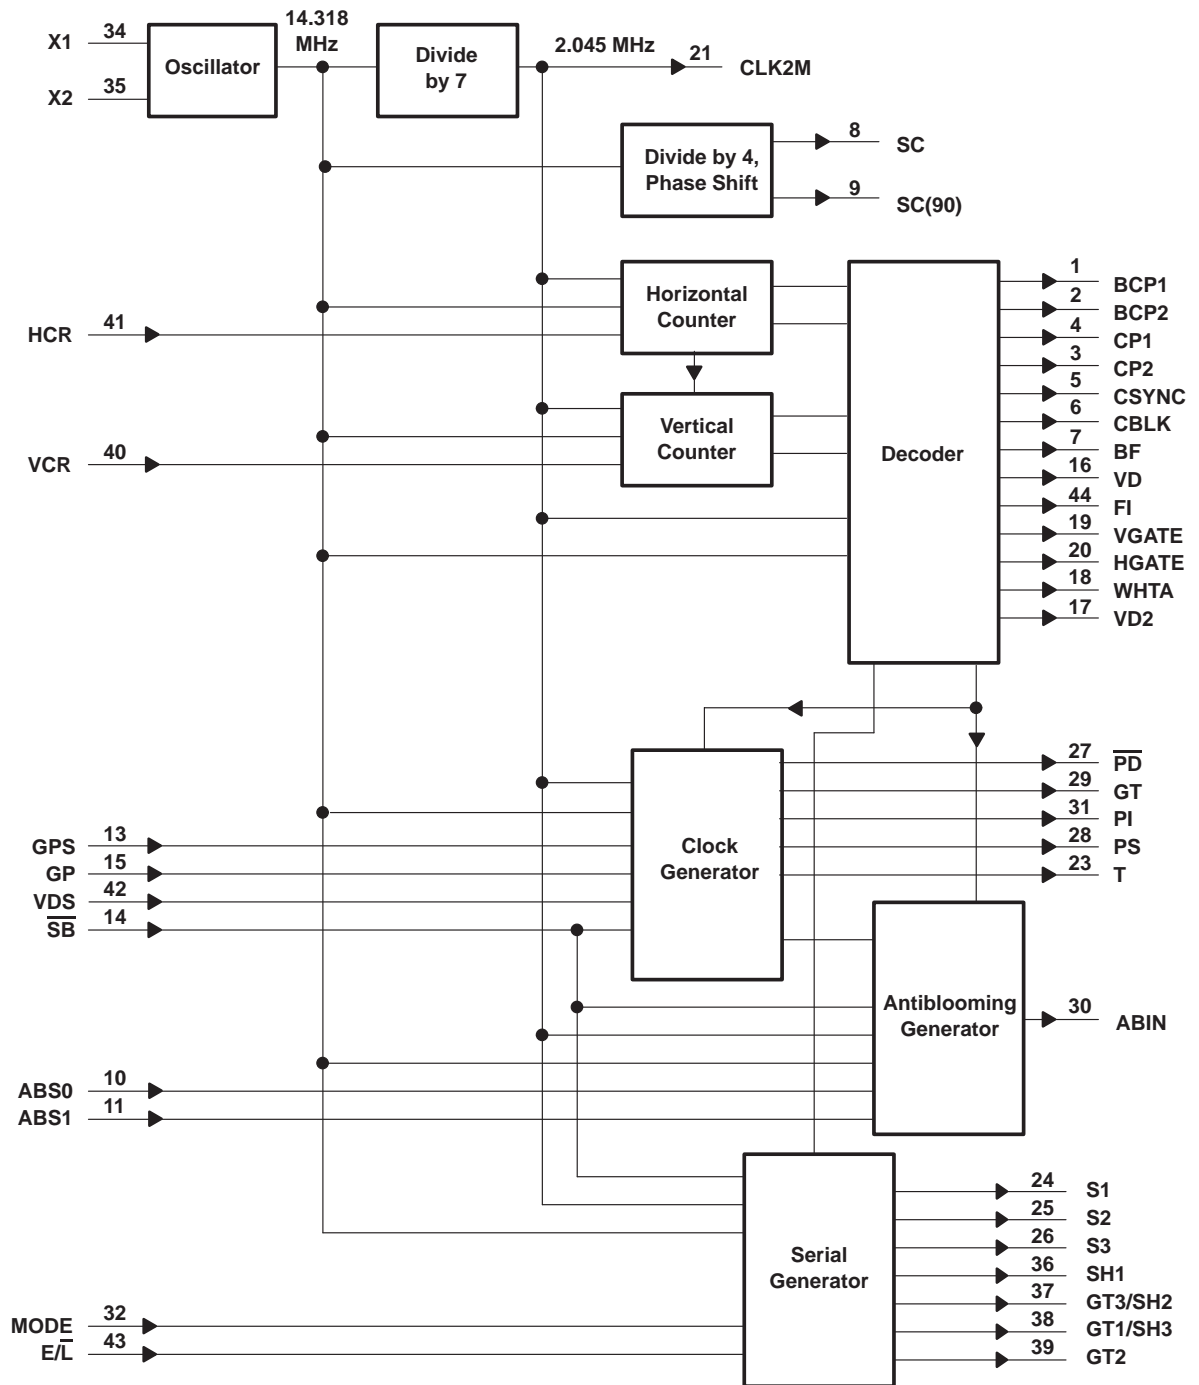 X1
34
X2
35
Oscillator
14.318
MHz
Divide
by 7
2.045 MHz
21
CLK2M
Divide by 4,
Phase Shift
8
SC
9
SC(90)
HCR
41
Horizontal
Counter
VCR
40
Vertical
Counter
Decoder
1
BCP1
2
BCP2
4
CP1
3
CP2
5
CSYNC
6
CBLK
7
BF
16
VD
44
FI
19
VGATE
20
HGATE
18
WHTA
17
VD2
GPS
13
GP
15
VDS
42
S̅B̅
14
Clock
Generator
27
P̅D̅
29
GT
31
PI
28
PS
23
T
Antiblooming
Generator
30
ABIN
ABS0
10
ABS1
11
MODE
32
E/L̅
43
Serial
Generator
24
S1
25
S2
26
S3
36
SH1
37
GT3/SH2
38
GT1/SH3
39
GT2